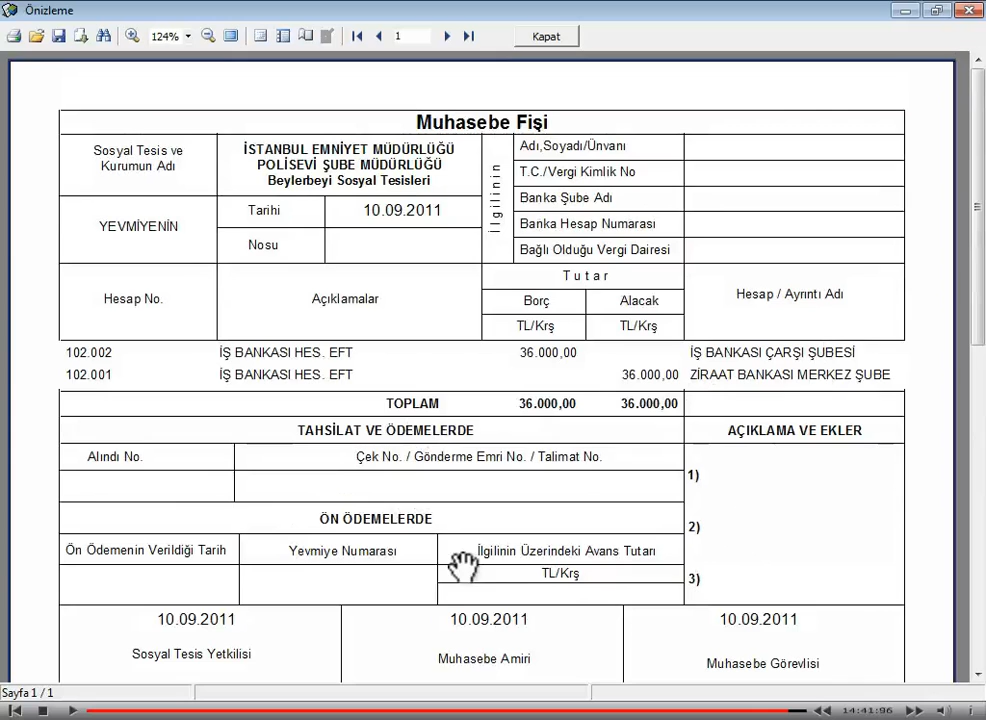 Önizleme
124%
1
Kapat
Muhasebe Fişi
Sosyal Tesis ve
Kurumun Adı
İSTANBUL EMNİYET MÜDÜRLÜĞÜ
POLİSEVİ ŞUBE MÜDÜRLÜĞÜ
Beylerbeyi Sosyal Tesisleri
İlgilinin
Adı,Soyadı/Ünvanı
T.C./Vergi Kimlik No
Banka Şube Adı
Banka Hesap Numarası
Bağlı Olduğu Vergi Dairesi
YEVMİYENİN
Tarihi
10.09.2011
Nosu
Hesap No.
Açıklamalar
Tutar
Borç
Alacak
TL/Krş
TL/Krş
Hesap / Ayrıntı Adı
102.002 İŞ BANKASI HES. EFT 36.000,00 İŞ BANKASI ÇARŞI ŞUBESİ
102.001 İŞ BANKASI HES. EFT 36.000,00 ZİRAAT BANKASI MERKEZ ŞUBE
TOPLAM 36.000,00 36.000,00
TAHSİLAT VE ÖDEMELERDE
AÇIKLAMA VE EKLER
Alındı No.
Çek No. / Gönderme Emri No. / Talimat No.
1)
ÖN ÖDEMELERDE
2)
Ön Ödemenin Verildiği Tarih
Yevmiye Numarası
İlgilinin Üzerindeki Avans Tutarı
TL/Krş
3)
10.09.2011
10.09.2011
10.09.2011
Sosyal Tesis Yetkilisi
Muhasebe Amiri
Muhasebe Görevlisi
Sayfa 1 / 1
14:41:96